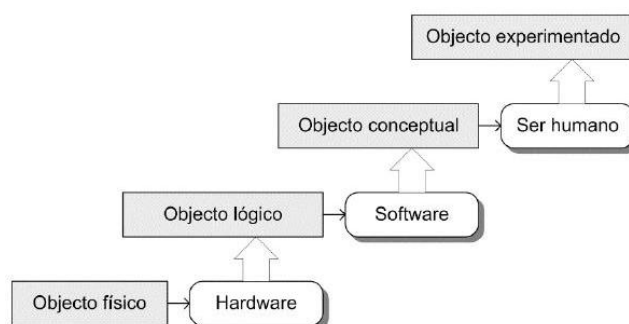 Objecto experimentado
Objecto conceptual
Ser humano
Objecto lógico
Software
Objecto físico
Hardware